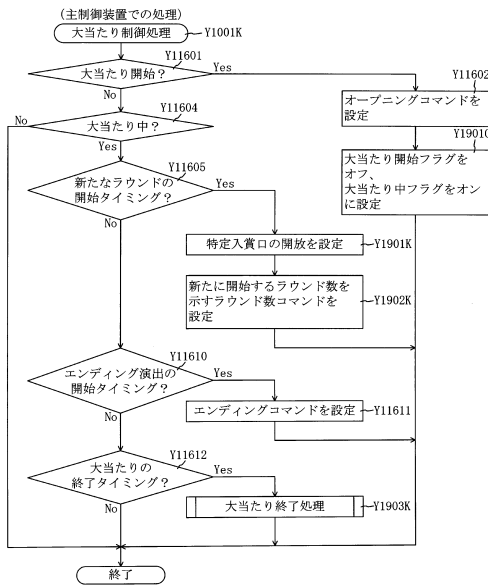 (主制御装置での処理)
大当たり制御処理
Y1001K
Y11601
大当たり開始?
Yes
No
Y11602
オープニングコマンドを
設定
Y11604
No
大当たり中?
Yes
Y19010
大当たり開始フラグを
オフ、
大当たり中フラグをオン
に設定
Y11605
新たなラウンドの
開始タイミング?
Yes
No
特定入賞口の開放を設定
Y1901K
新たに開始するラウンド数を
示すラウンド数コマンドを
設定
Y1902K
Y11610
エンディング演出の
開始タイミング?
Yes
No
エンディングコマンドを設定
Y11611
Y11612
大当たりの
終了タイミング?
Yes
No
大当たり終了処理
Y1903K
終了